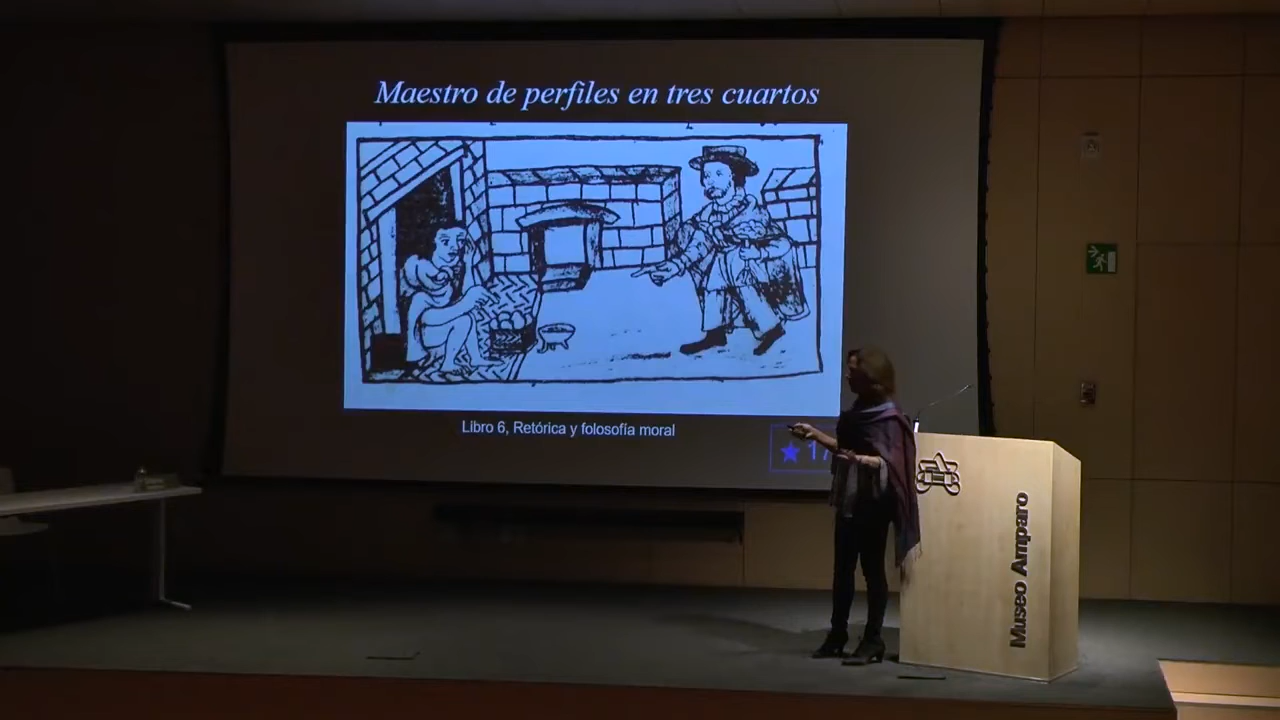 Maestro de perfiles en tres cuartos
Libro 6, Retórica y folosofía moral
Museo Amparo